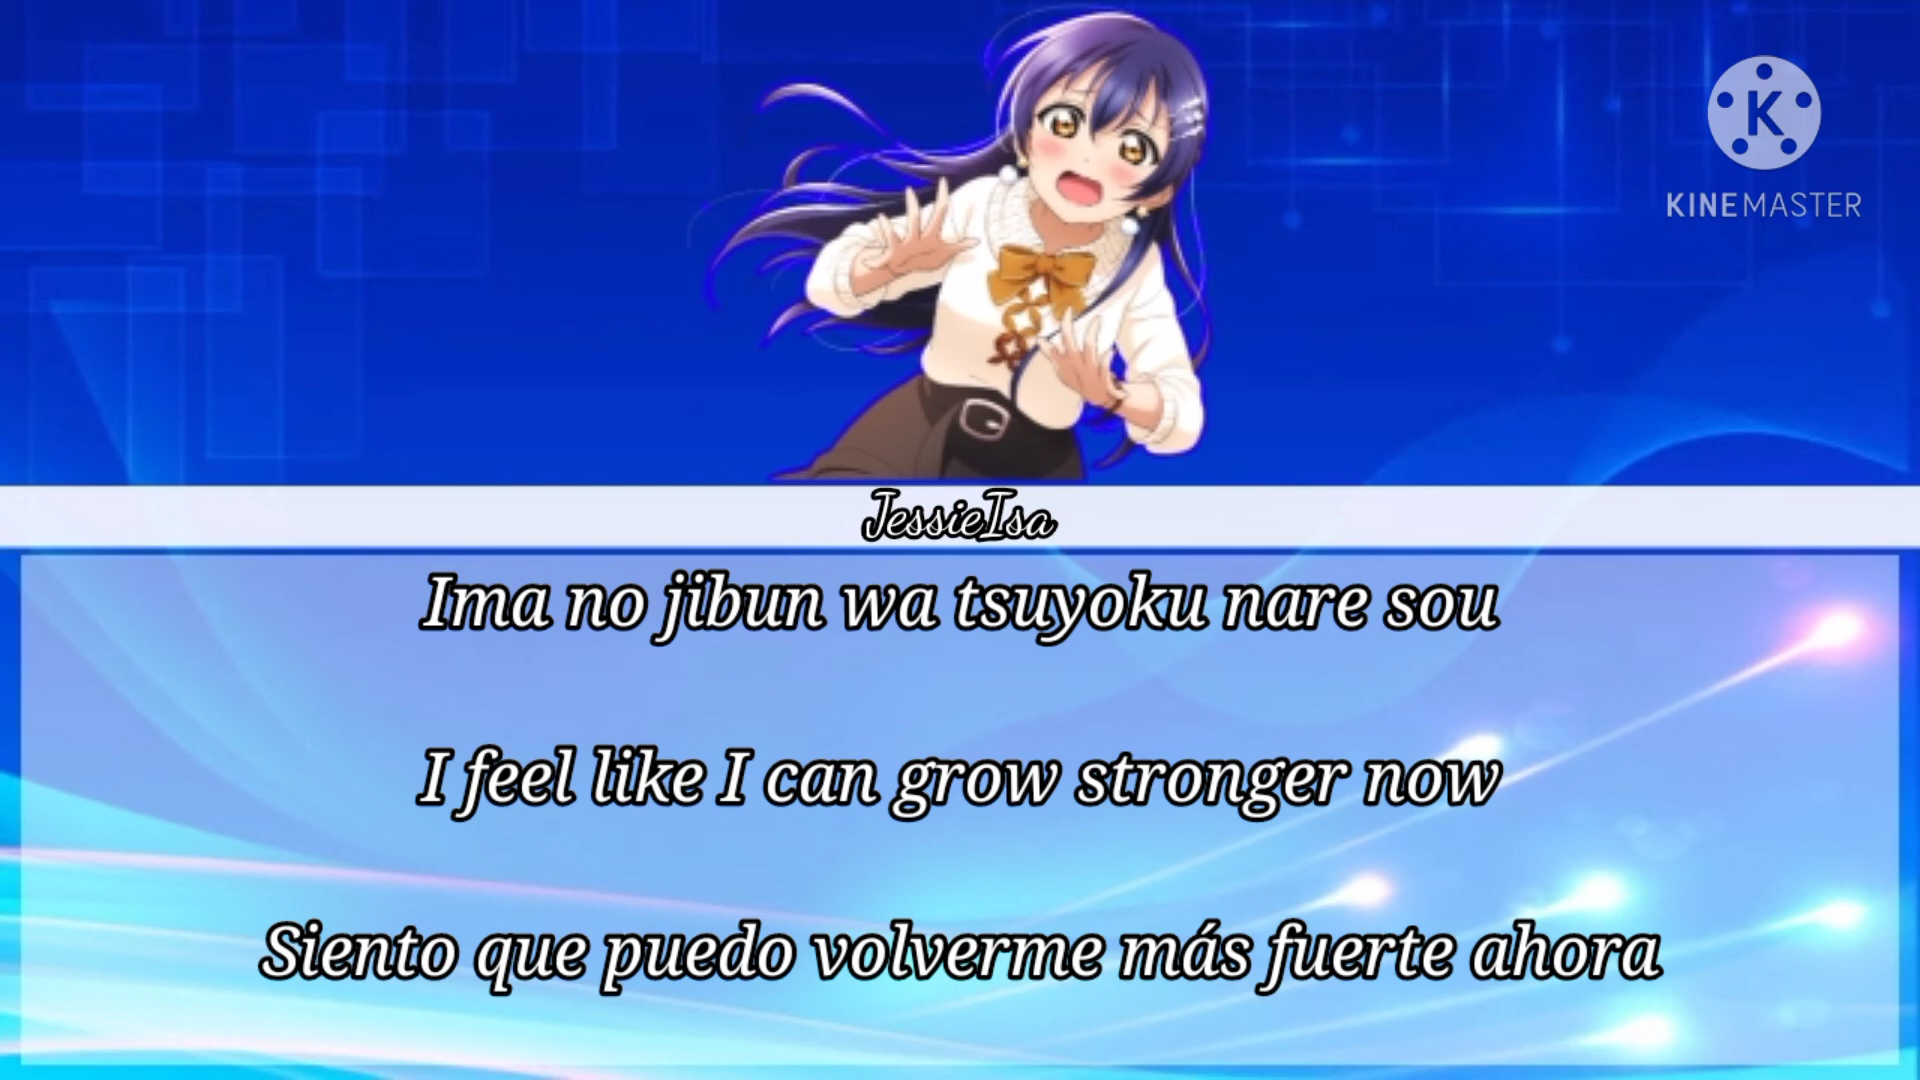 K
KINEMASTER
JessieIsa
Ima no jibun wa tsuyoku nare sou
I feel like I can grow stronger now
Siento que puedo volverme más fuerte ahora